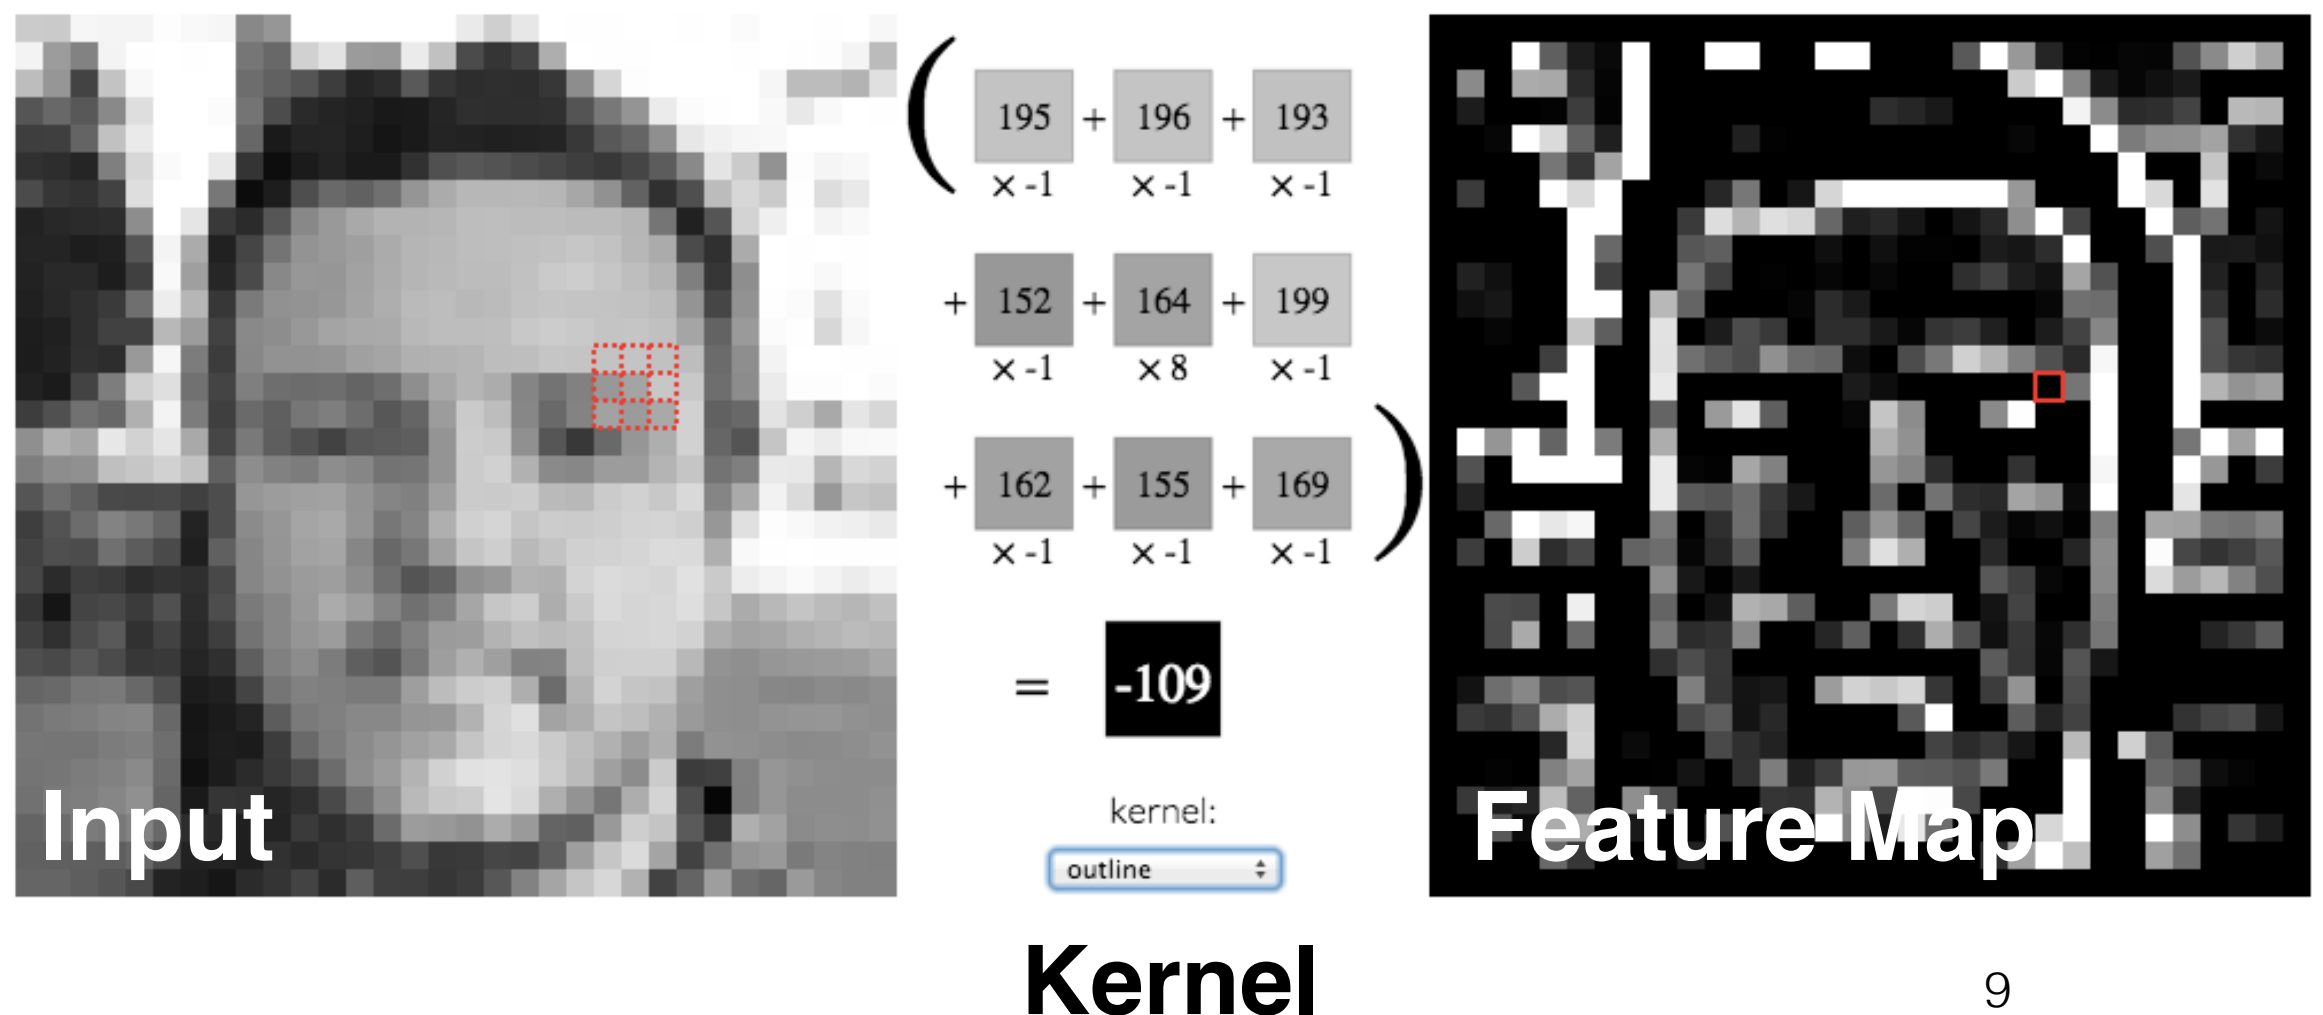 ( 195 + 196 + 193
× -1 × -1 × -1
+ 152 + 164 + 199
× -1 × 8 × -1
+ 162 + 155 + 169 )
× -1 × -1 × -1
= -109
kernel:
outline
Input
Feature Map
Kernel
9